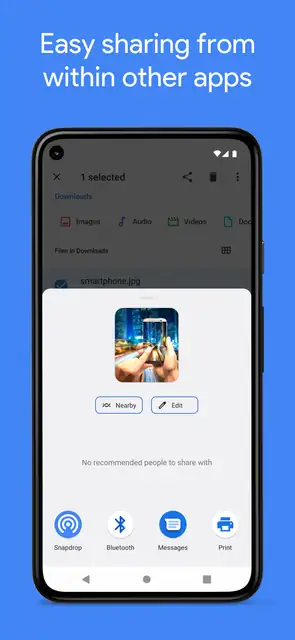 Easy sharing from
within other apps
1 selected
Downloads
Images Audio Videos Doc
Files in Downloads
smartphone.jpg
Nearby Edit
No recommended people to share with
Snapdrop Bluetooth Messages Print